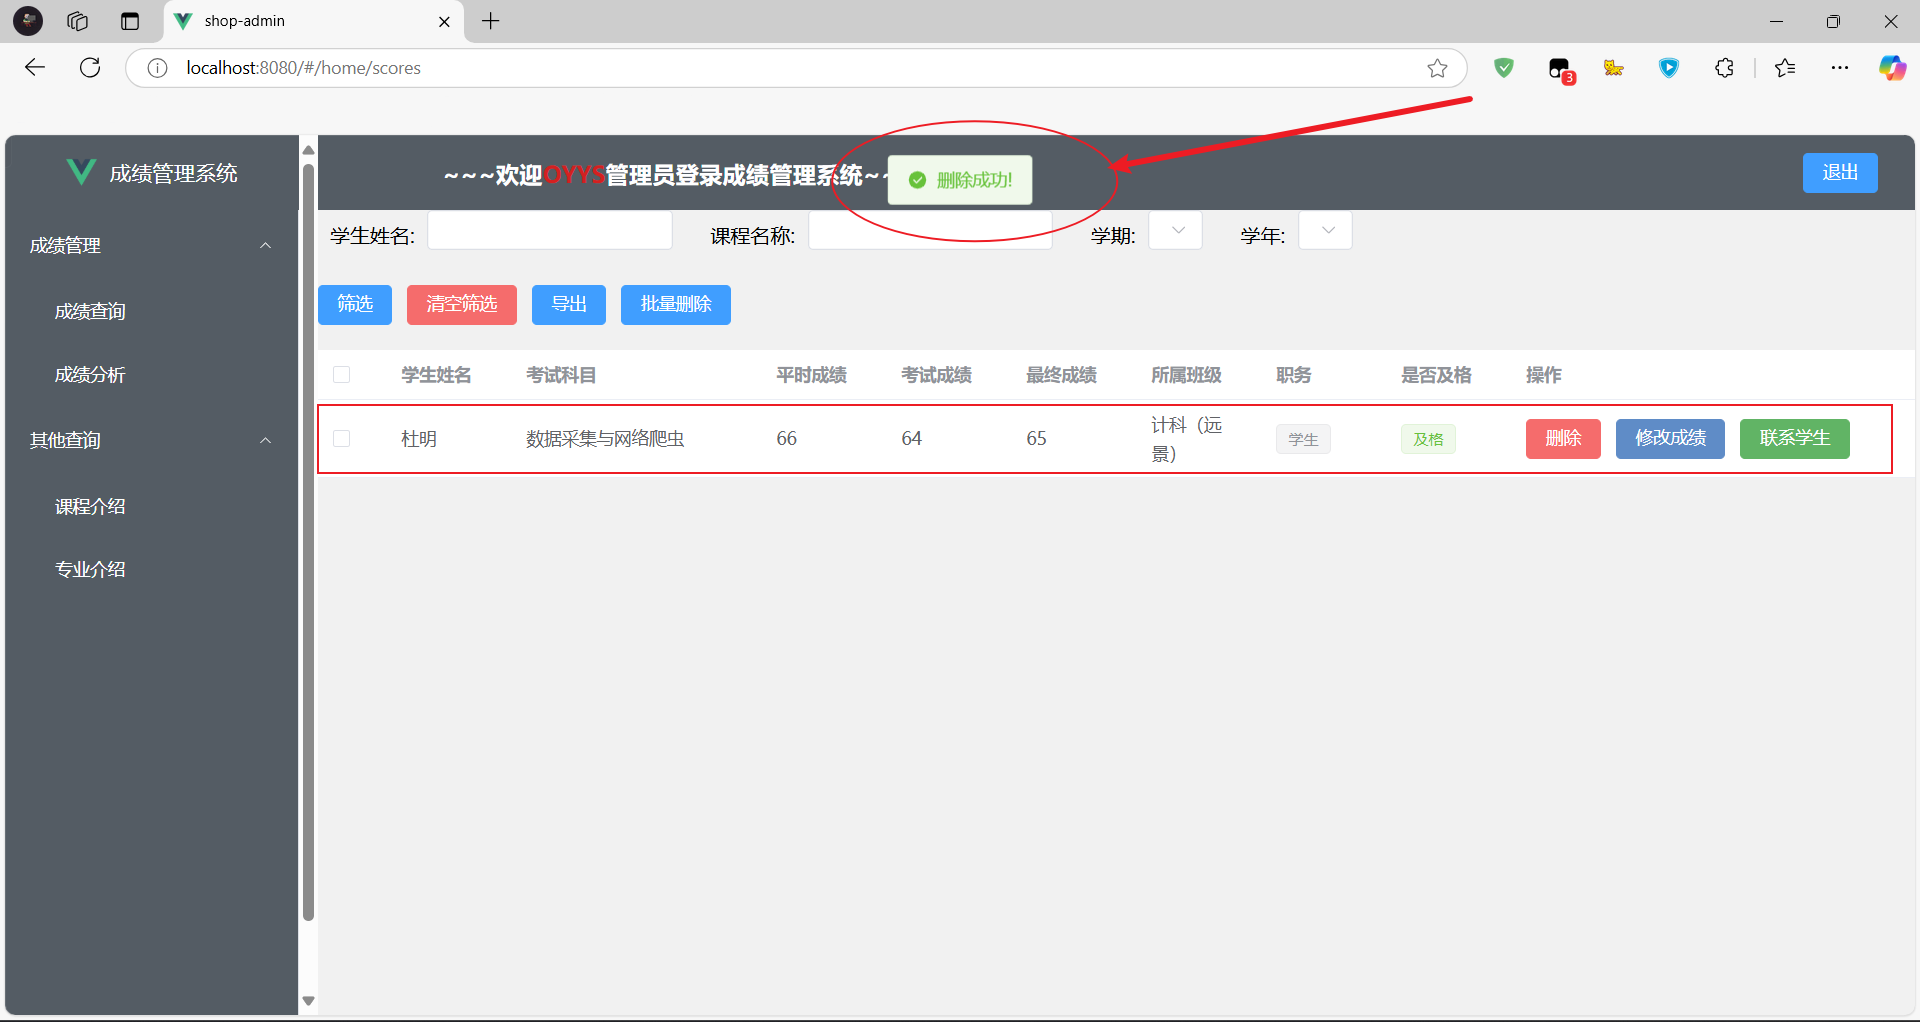 shop-admin
localhost:8080/#/home/scores
3
成绩管理系统
~~~欢迎OYYS管理员登录成绩管理系统~~
删除成功!
退出
成绩管理
成绩查询
成绩分析
其他查询
课程介绍
专业介绍
学生姓名: 课程名称: 学期: 学年:
筛选 清空筛选 导出 批量删除
学生姓名 考试科目 平时成绩 考试成绩 最终成绩 所属班级 职务 是否及格 操作
杜明 数据采集与网络爬虫 66 64 65 计科（远景） 学生 及格 删除 修改成绩 联系学生